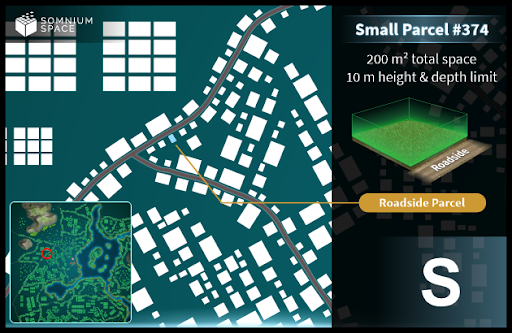 SOMNIUM
SPACE
Small Parcel #374
200 m² total space
10 m height & depth limit
Roadside
Roadside Parcel
S